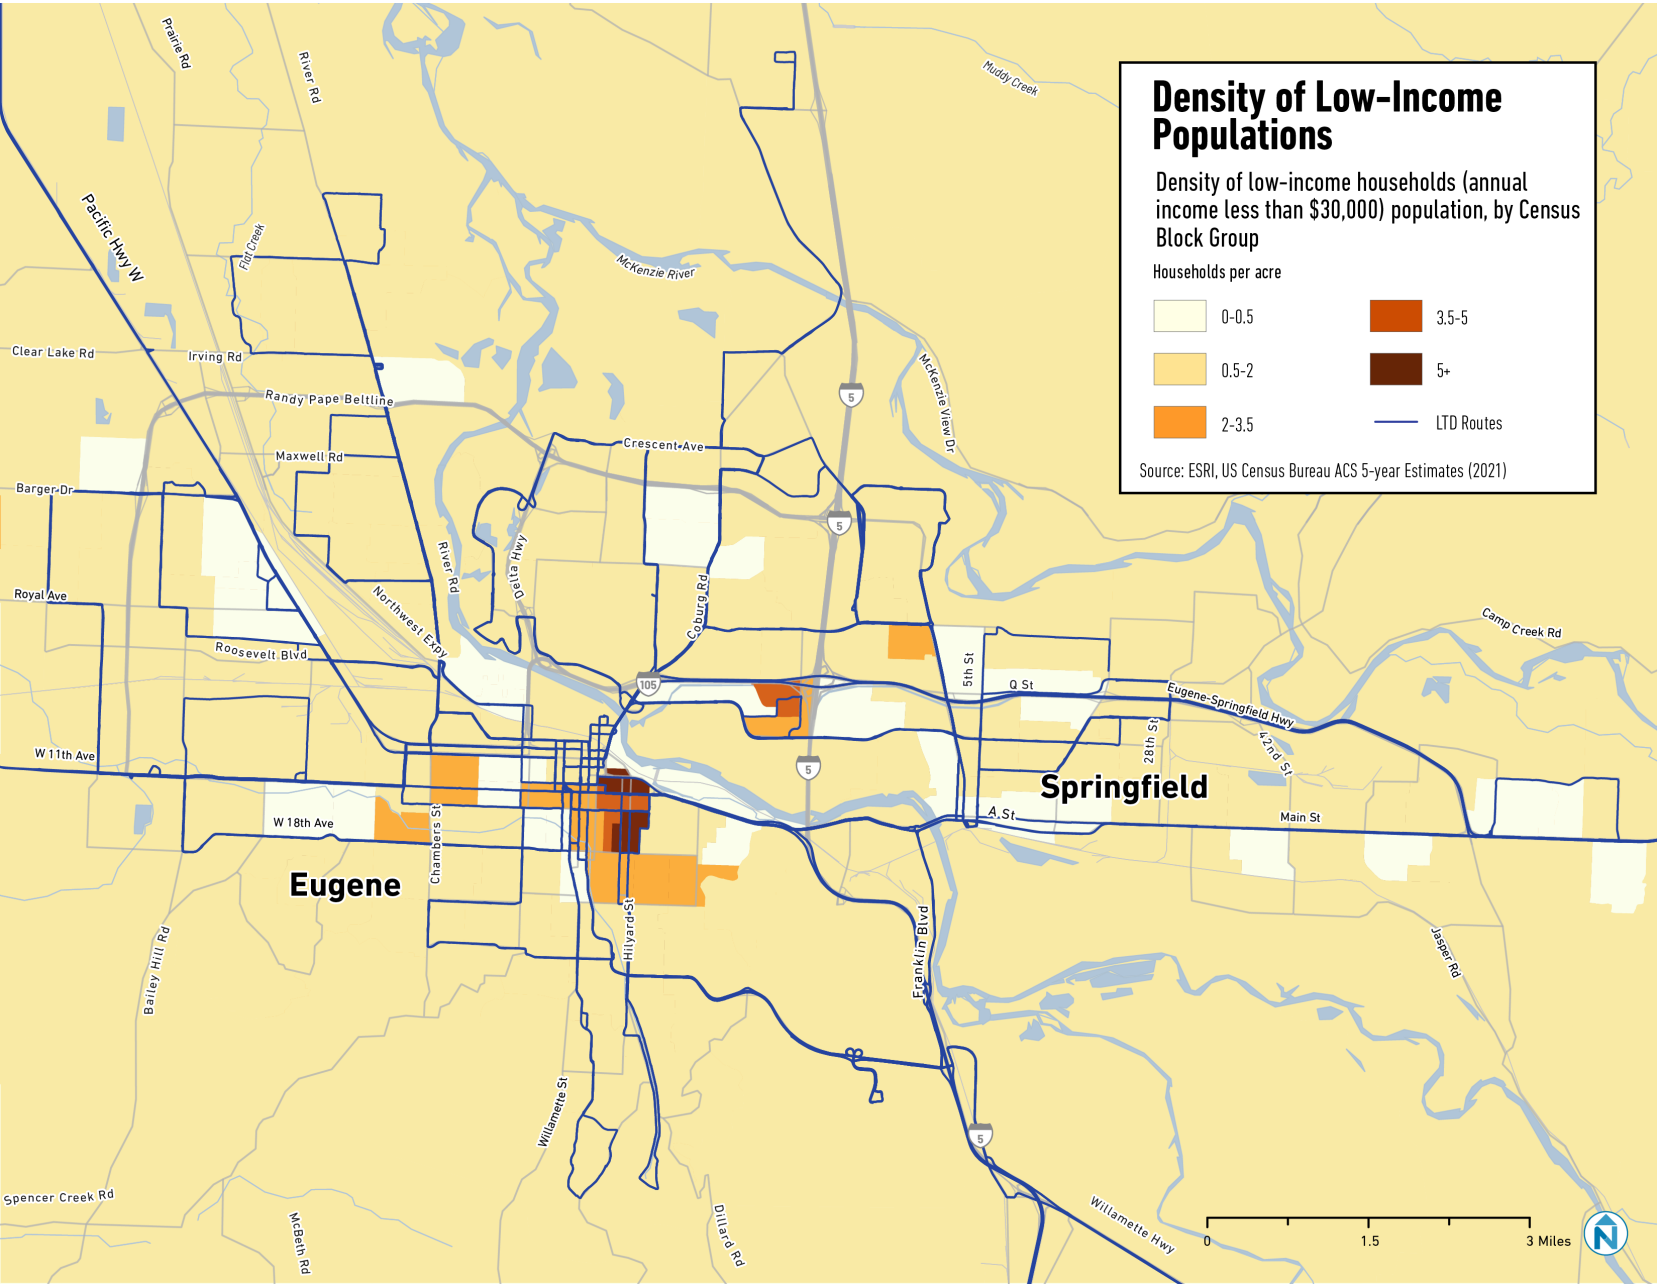 Density of Low-Income
Populations
Density of low-income households (annual
income less than $30,000) population, by Census
Block Group
Households per acre
0-0.5
3.5-5
0.5-2
5+
2-3.5
LTD Routes
Source: ESRI, US Census Bureau ACS 5-year Estimates (2021)
Prairie Rd
River Rd
Muddy Creek
Pacific Hwy W
Flat Creek
McKenzie River
Clear Lake Rd
Irving Rd
Randy Pape Beltline
McKenzie View Dr
5
Crescent Ave
Maxwell Rd
Barger Dr
5
River Rd
Delta Hwy
Royal Ave
Northwest Expy
Coburg Rd
Camp Creek Rd
Roosevelt Blvd
105
5th St
Q St
Eugene-Springfield Hwy
28th St
42nd St
W 11th Ave
5
Springfield
A St
Main St
W 18th Ave
Chambers St
Eugene
Hilyard St
Franklin Blvd
Bailey Hill Rd
Jasper Rd
Willamette St
5
Spencer Creek Rd
McBeth Rd
Dillard Rd
Willamette Hwy
0
1.5
3 Miles
N